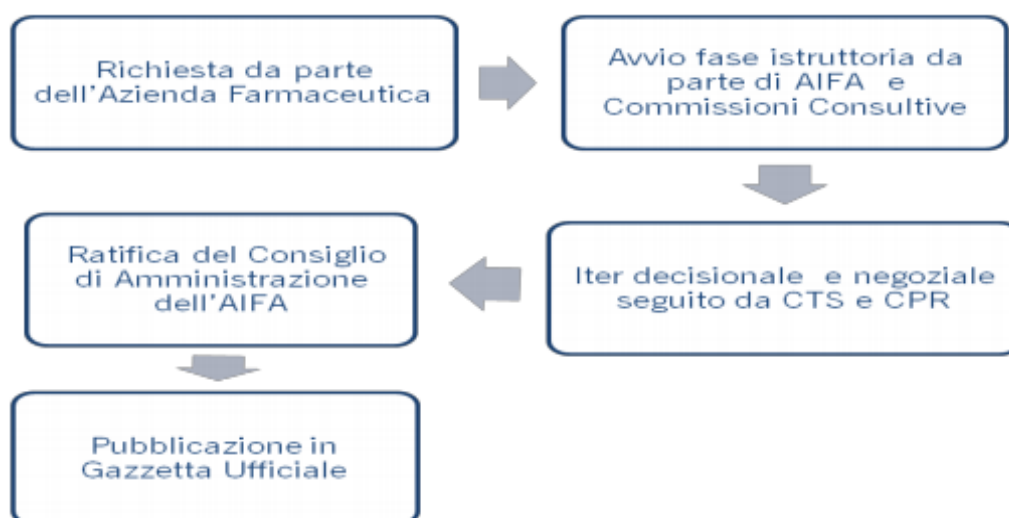 Richiesta da parte
dell'Azienda Farmaceutica
Avvio fase istruttoria da
parte di AIFA e
Commissioni Consultive
Iter decisionale e negoziale
seguito da CTS e CPR
Ratifica del Consiglio
di Amministrazione
dell'AIFA
Pubblicazione in
Gazzetta Ufficiale